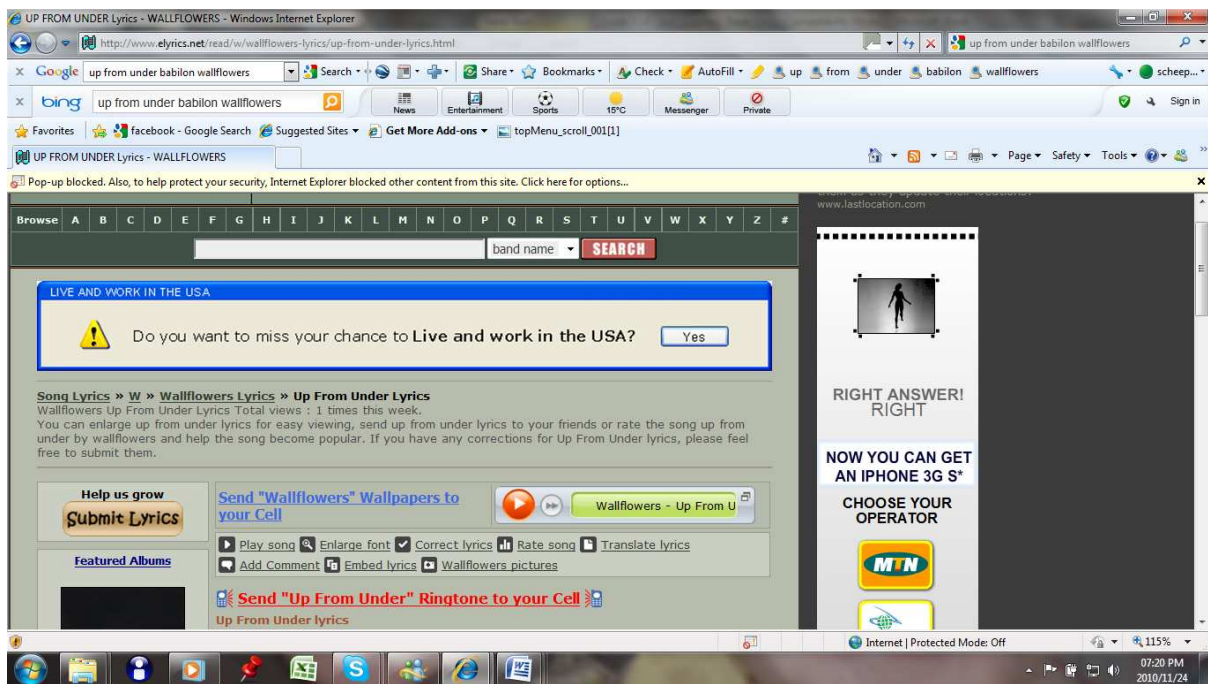 UP FROM UNDER Lyrics - WALLFLOWERS - Windows Internet Explorer
http://www.elyrics.net/read/w/wallflowers-lyrics/up-from-under-lyrics.html
up from under babilon wallflowers
x Google up from under babilon wallflowers Search Share Bookmarks Check AutoFill up from under babilon wallflowers scheep...
x bing up from under babilon wallflowers News Entertainment Sports 15°C Messenger Private Sign in
Favorites facebook - Google Search Suggested Sites Get More Add-ons topMenu_scroll_001[1]
UP FROM UNDER Lyrics - WALLFLOWERS Page Safety Tools »
Pop-up blocked. Also, to help protect your security, Internet Explorer blocked other content from this site. Click here for options... x
them as they update their locations.
www.lastlocation.com
Browse A B C D E F G H I J K L M N O P Q R S T U V W X Y Z #
band name SEARCH
LIVE AND WORK IN THE USA
Do you want to miss your chance to Live and work in the USA? Yes
Song Lyrics » W » Wallflowers Lyrics » Up From Under Lyrics
Wallflowers Up From Under Lyrics Total views : 1 times this week.
You can enlarge up from under lyrics for easy viewing, send up from under lyrics to your friends or rate the song up from
under by wallflowers and help the song become popular. If you have any corrections for Up From Under lyrics, please feel
free to submit them.
Help us grow
Submit Lyrics
Featured Albums
Send "Wallflowers" Wallpapers to
your Cell
Wallflowers - Up From U
Play song Enlarge font Correct lyrics Rate song Translate lyrics
Add Comment Embed lyrics Wallflowers pictures
Send "Up From Under" Ringtone to your Cell
Up From Under lyrics
RIGHT ANSWER!
RIGHT
NOW YOU CAN GET
AN IPHONE 3G S*
CHOOSE YOUR
OPERATOR
MTN
Internet | Protected Mode: Off 115%
07:20 PM
2010/11/24